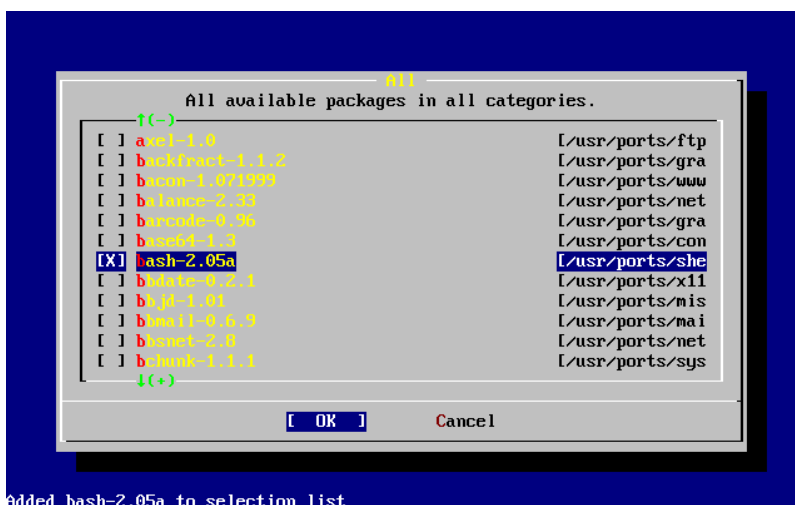 All
All available packages in all categories.
↑(-)
[ ] axel-1.0 [/usr/ports/ftp
[ ] backfract-1.1.2 [/usr/ports/gra
[ ] bacon-1.071999 [/usr/ports/www
[ ] balance-2.33 [/usr/ports/net
[ ] barcode-0.96 [/usr/ports/gra
[ ] base64-1.3 [/usr/ports/con
[X] bash-2.05a [/usr/ports/she
[ ] bbdate-0.2.1 [/usr/ports/x11
[ ] bbjd-1.01 [/usr/ports/mis
[ ] bbmail-0.6.9 [/usr/ports/mai
[ ] bbsnet-2.8 [/usr/ports/net
[ ] bchunk-1.1.1 [/usr/ports/sys
↓(+)
[ OK ] Cancel
Added bash-2.05a to selection list